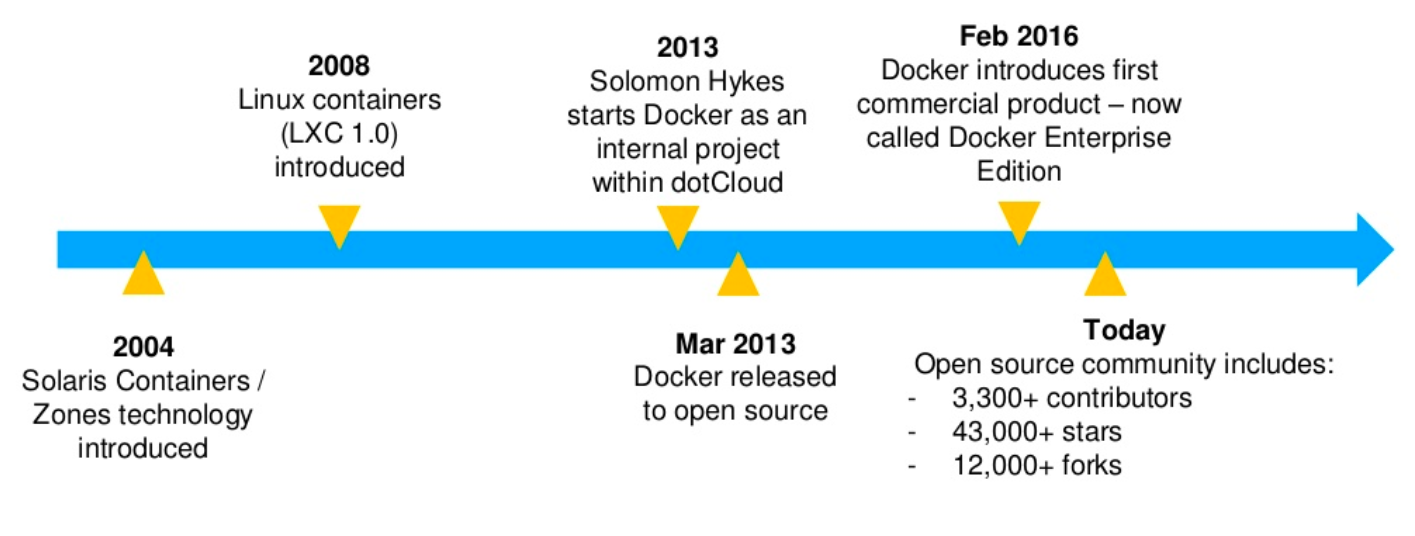 2008
Linux containers
(LXC 1.0)
introduced
2013
Solomon Hykes
starts Docker as an
internal project
within dotCloud
Feb 2016
Docker introduces first
commercial product – now
called Docker Enterprise
Edition
2004
Solaris Containers /
Zones technology
introduced
Mar 2013
Docker released
to open source
Today
Open source community includes:
- 3,300+ contributors
- 43,000+ stars
- 12,000+ forks